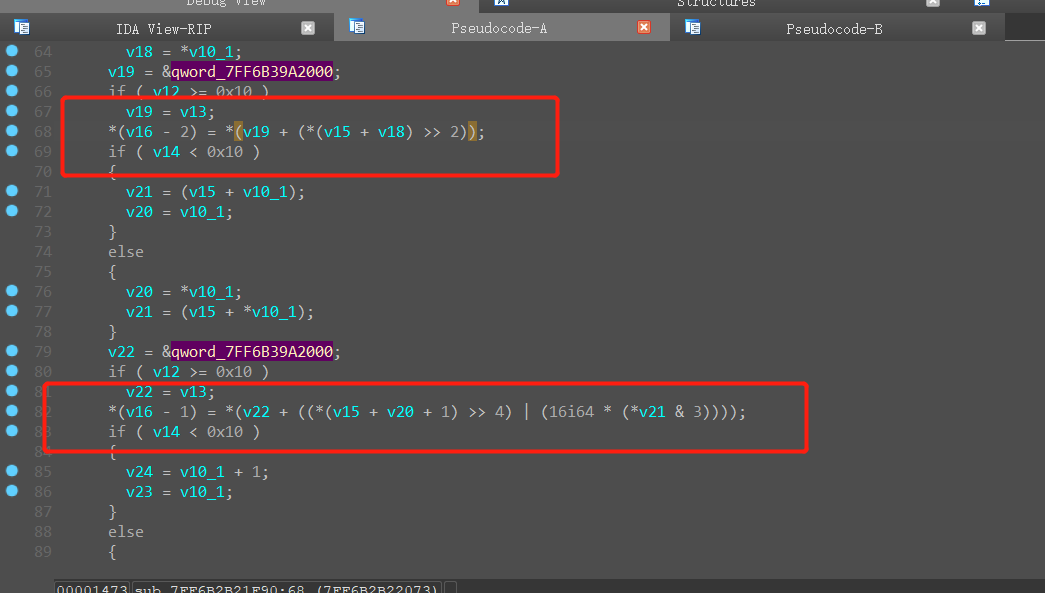 Debug View
Structures
IDA View-RIP
Pseudocode-A
Pseudocode-B
64 v18 = *v10_1;
65 v19 = &qword_7FF6B39A2000;
66 if ( v12 >= 0x10 )
67 v19 = v13;
68 *(v16 - 2) = *(v19 + (*(v15 + v18) >> 2));
69 if ( v14 < 0x10 )
70 {
71 v21 = (v15 + v10_1);
72 v20 = v10_1;
73 }
74 else
75 {
76 v20 = *v10_1;
77 v21 = (v15 + *v10_1);
78 }
79 v22 = &qword_7FF6B39A2000;
80 if ( v12 >= 0x10 )
81 v22 = v13;
82 *(v16 - 1) = *(v22 + ((*(v15 + v20 + 1) >> 4) | (16i64 * (*v21 & 3))));
83 if ( v14 < 0x10 )
84 {
85 v24 = v10_1 + 1;
86 v23 = v10_1;
87 }
88 else
89 {
00001473 sub_7FF6B2B21F90:68 (7FF6B2B22073)